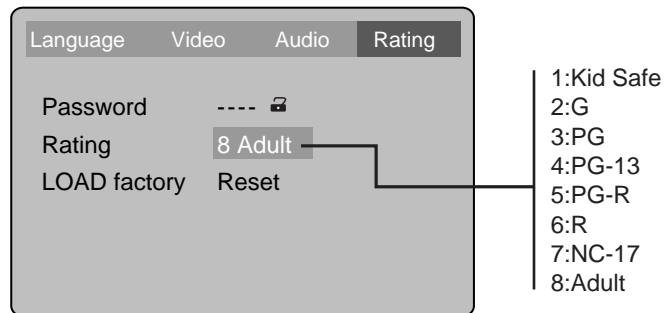 Language Video Audio Rating
Password ----
Rating 8 Adult
LOAD factory Reset
1:Kid Safe
2:G
3:PG
4:PG-13
5:PG-R
6:R
7:NC-17
8:Adult